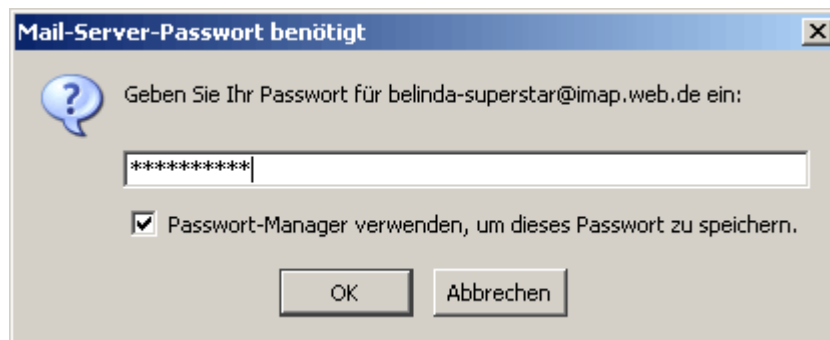 Mail-Server-Passwort benötigt
Geben Sie Ihr Passwort für belinda-superstar@imap.web.de ein:
**********
Passwort-Manager verwenden, um dieses Passwort zu speichern.
OK Abbrechen